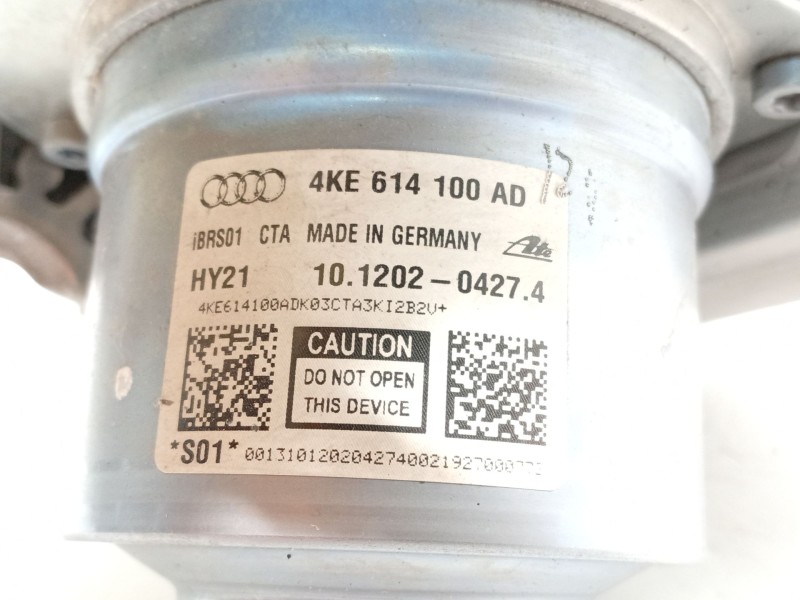 4KE 614 100 AD
iBRS01 CTA MADE IN GERMANY Ate
HY21 10.1202-0427.4
4KE614100ADK03CTA3KI2B2V+
CAUTION
DO NOT OPEN
THIS DEVICE
*S01*